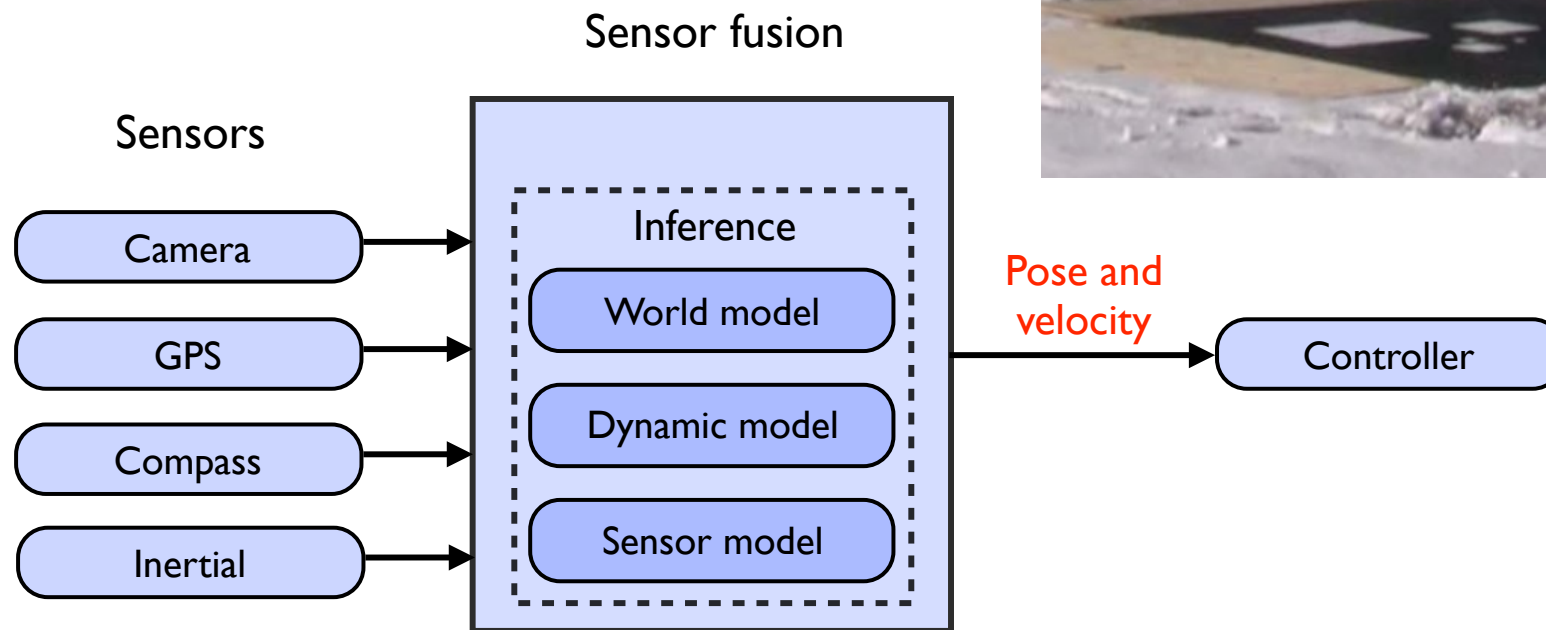 Sensor fusion
Sensors
Camera
GPS
Compass
Inertial
Inference
World model
Dynamic model
Sensor model
Pose and
velocity
Controller